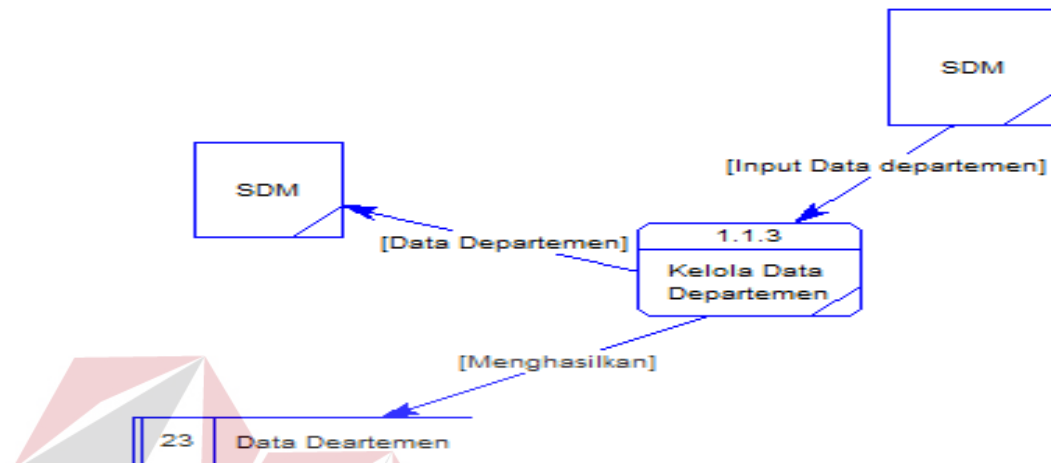 SDM
[Input Data departemen]
SDM
[Data Departemen]
1.1.3
Kelola Data
Departemen
[Menghasilkan]
23
Data Deartemen